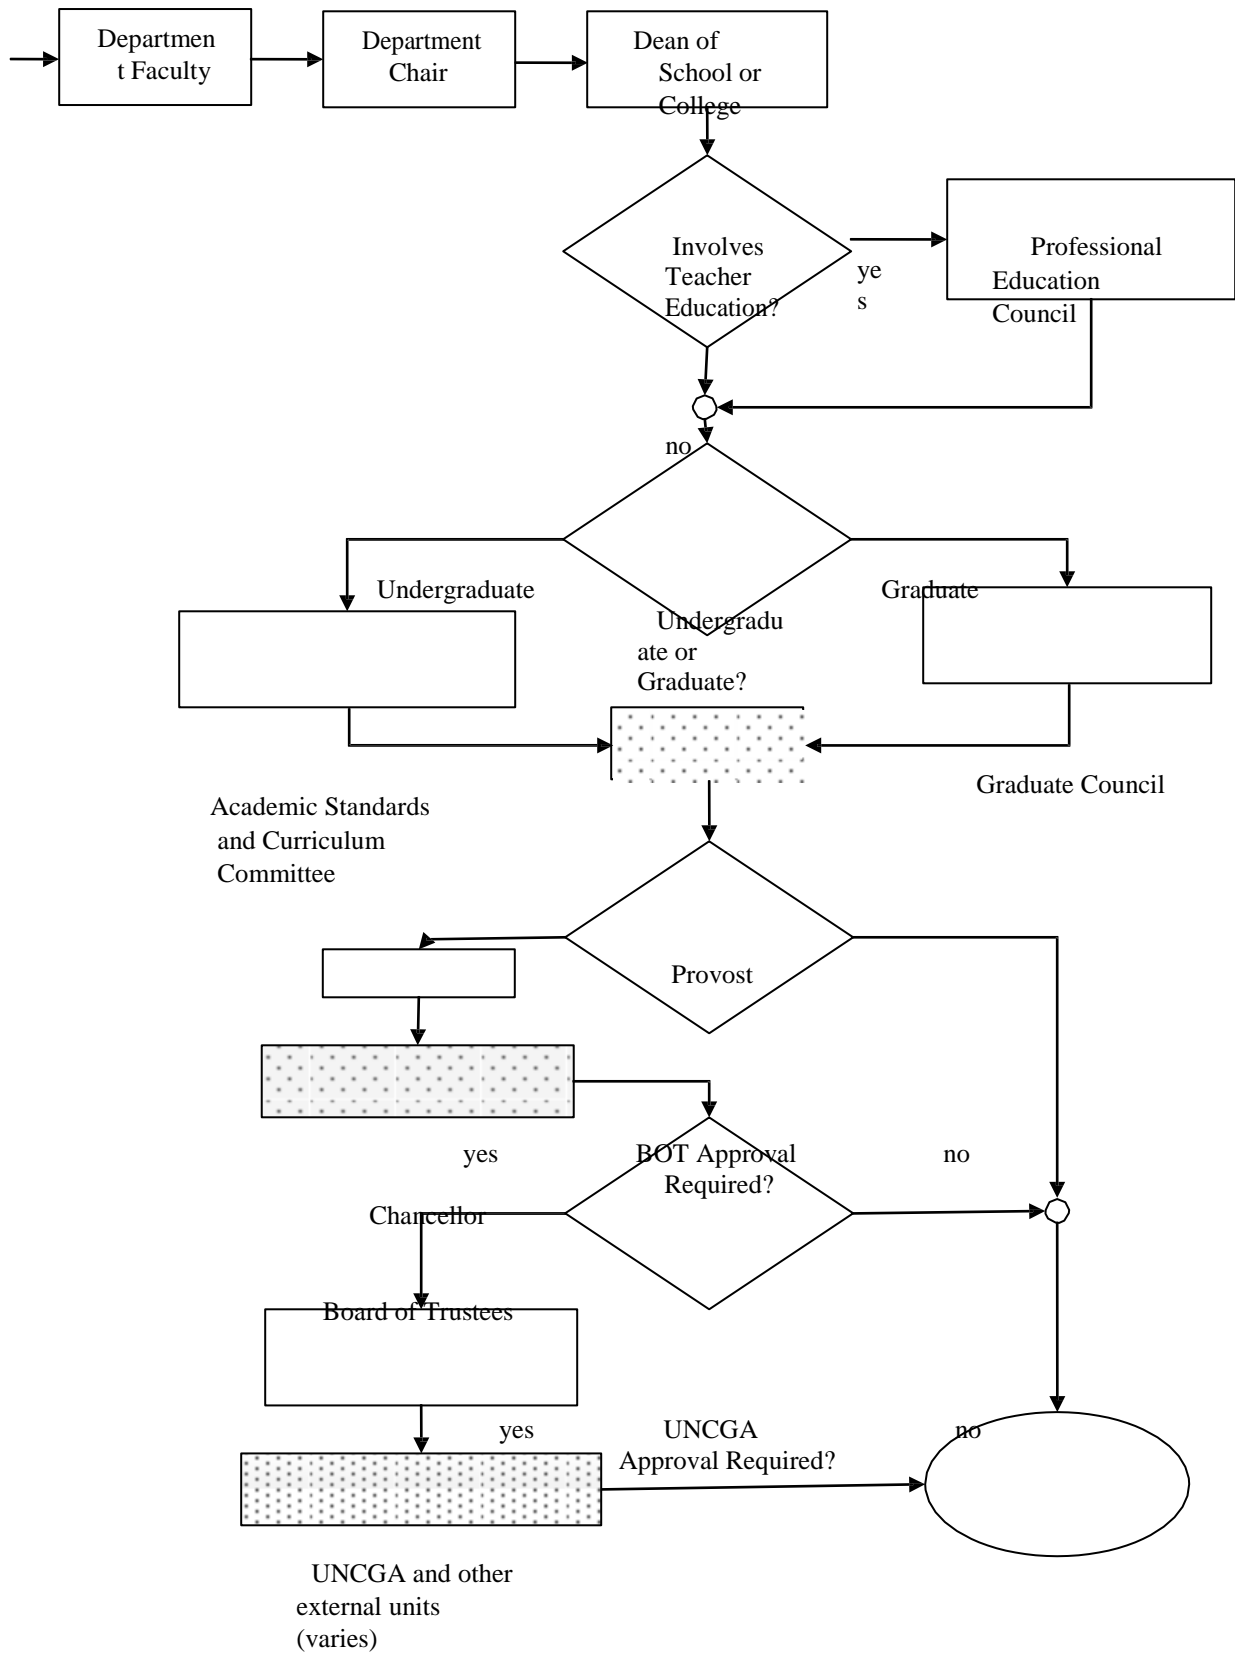 Departmen
t Faculty
Department
Chair
Dean of
School or
College
Involves
Teacher
Education?
ye
s
Professional
Education
Council
no
Undergraduate
Graduate
Undergradu
ate or
Graduate?
Graduate Council
Academic Standards
and Curriculum
Committee
Provost
yes
BOT Approval
Required?
no
Chancellor
Board of Trustees
yes
UNCGA
Approval Required?
no
UNCGA and other
external units
(varies)